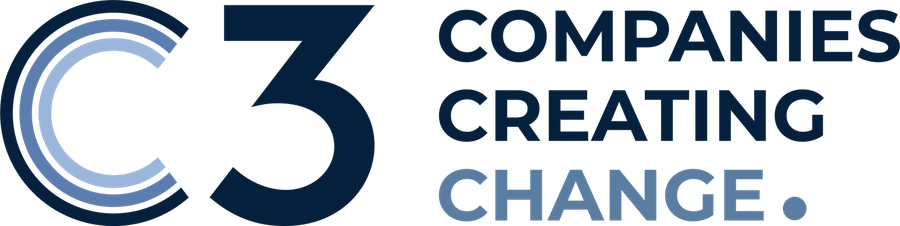 C3
COMPANIES
CREATING
CHANGE.